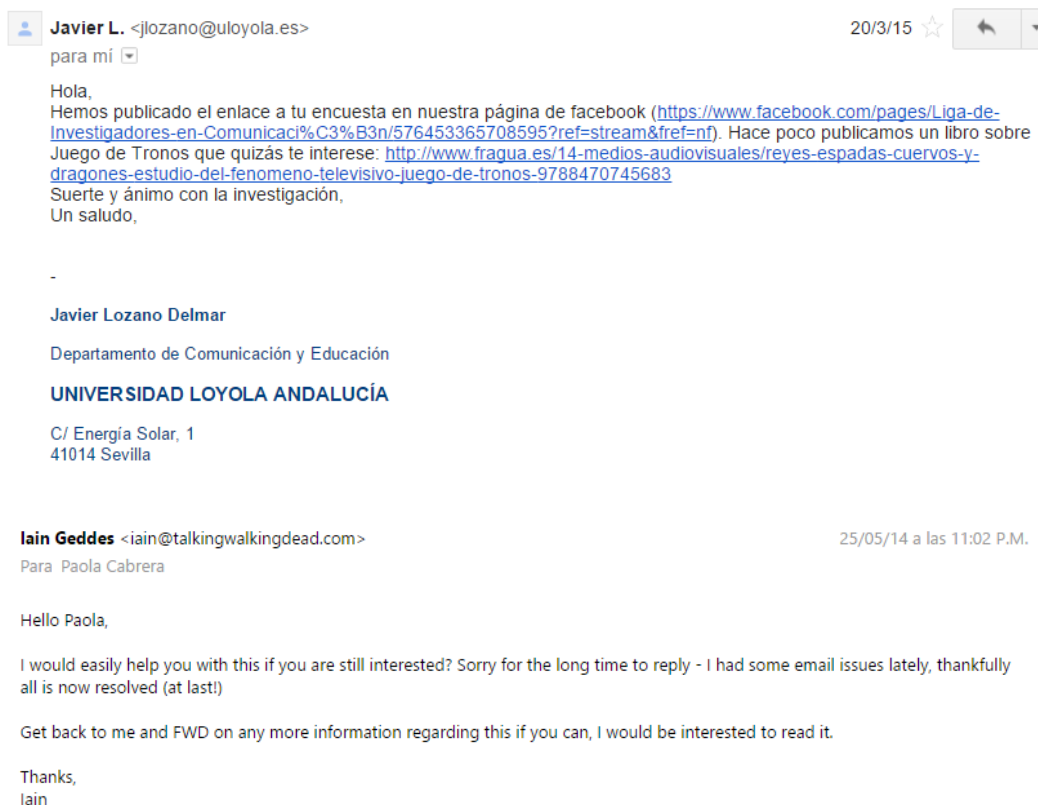 Javier L. <jlozano@uloyola.es>
20/3/15
para mí
Hola,
Hemos publicado el enlace a tu encuesta en nuestra página de facebook (https://www.facebook.com/pages/Liga-de-
Investigadores-en-Comunicaci%C3%B3n/576453365708595?ref=stream&fref=nf). Hace poco publicamos un libro sobre
Juego de Tronos que quizás te interese: http://www.fragua.es/14-medios-audiovisuales/reyes-espadas-cuervos-y-
dragones-estudio-del-fenomeno-televisivo-juego-de-tronos-9788470745683
Suerte y ánimo con la investigación,
Un saludo,
-
Javier Lozano Delmar
Departamento de Comunicación y Educación
UNIVERSIDAD LOYOLA ANDALUCÍA
C/ Energía Solar, 1
41014 Sevilla
Iain Geddes <iain@talkingwalkingdead.com>
25/05/14 a las 11:02 P.M.
Para Paola Cabrera
Hello Paola,
I would easily help you with this if you are still interested? Sorry for the long time to reply - I had some email issues lately, thankfully
all is now resolved (at last!)
Get back to me and FWD on any more information regarding this if you can, I would be interested to read it.
Thanks,
Iain